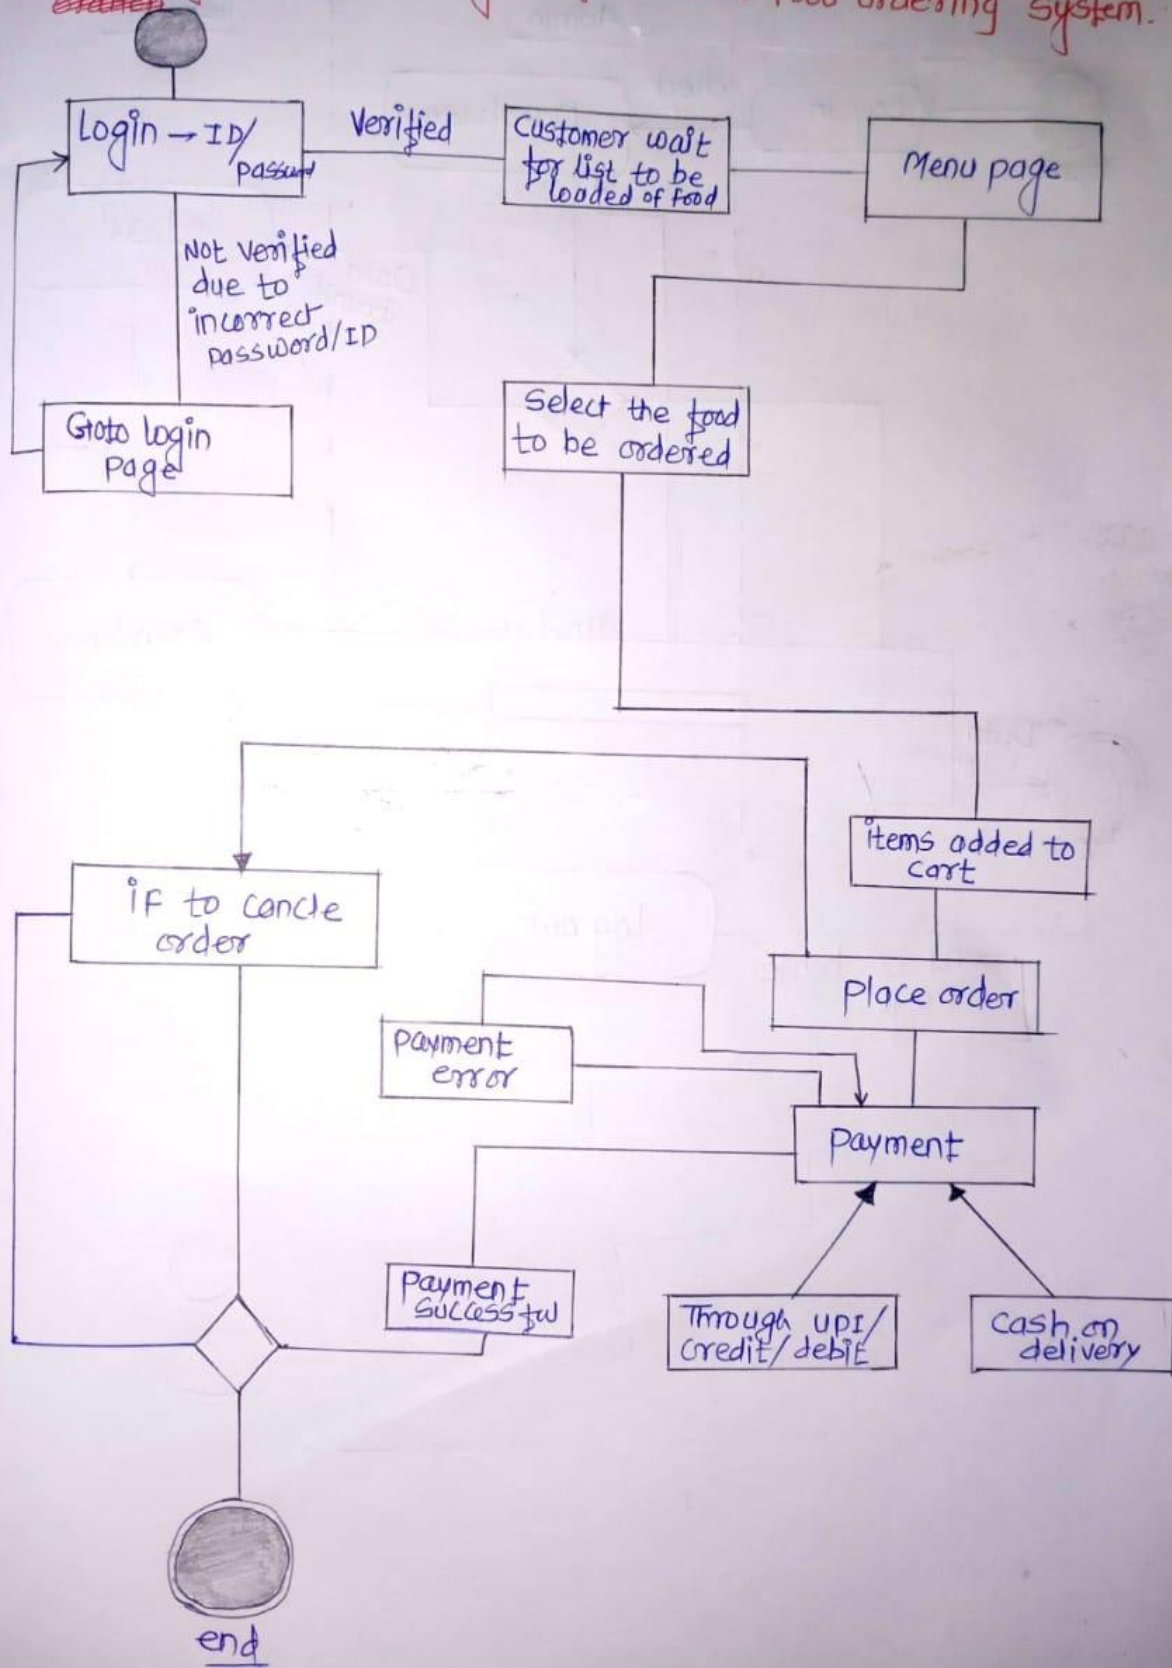 food ordering system.
Login → ID/
Verified
Customer wait
for list to be
loaded of food
Menu page
Not verified
due to
incorrect
password/ID
Goto login
page
Select the food
to be ordered
items added to
cart
if to cancle
order
Place order
payment
error
payment
payment
successful
Through UPI/
credit/debit
cash on
delivery
end